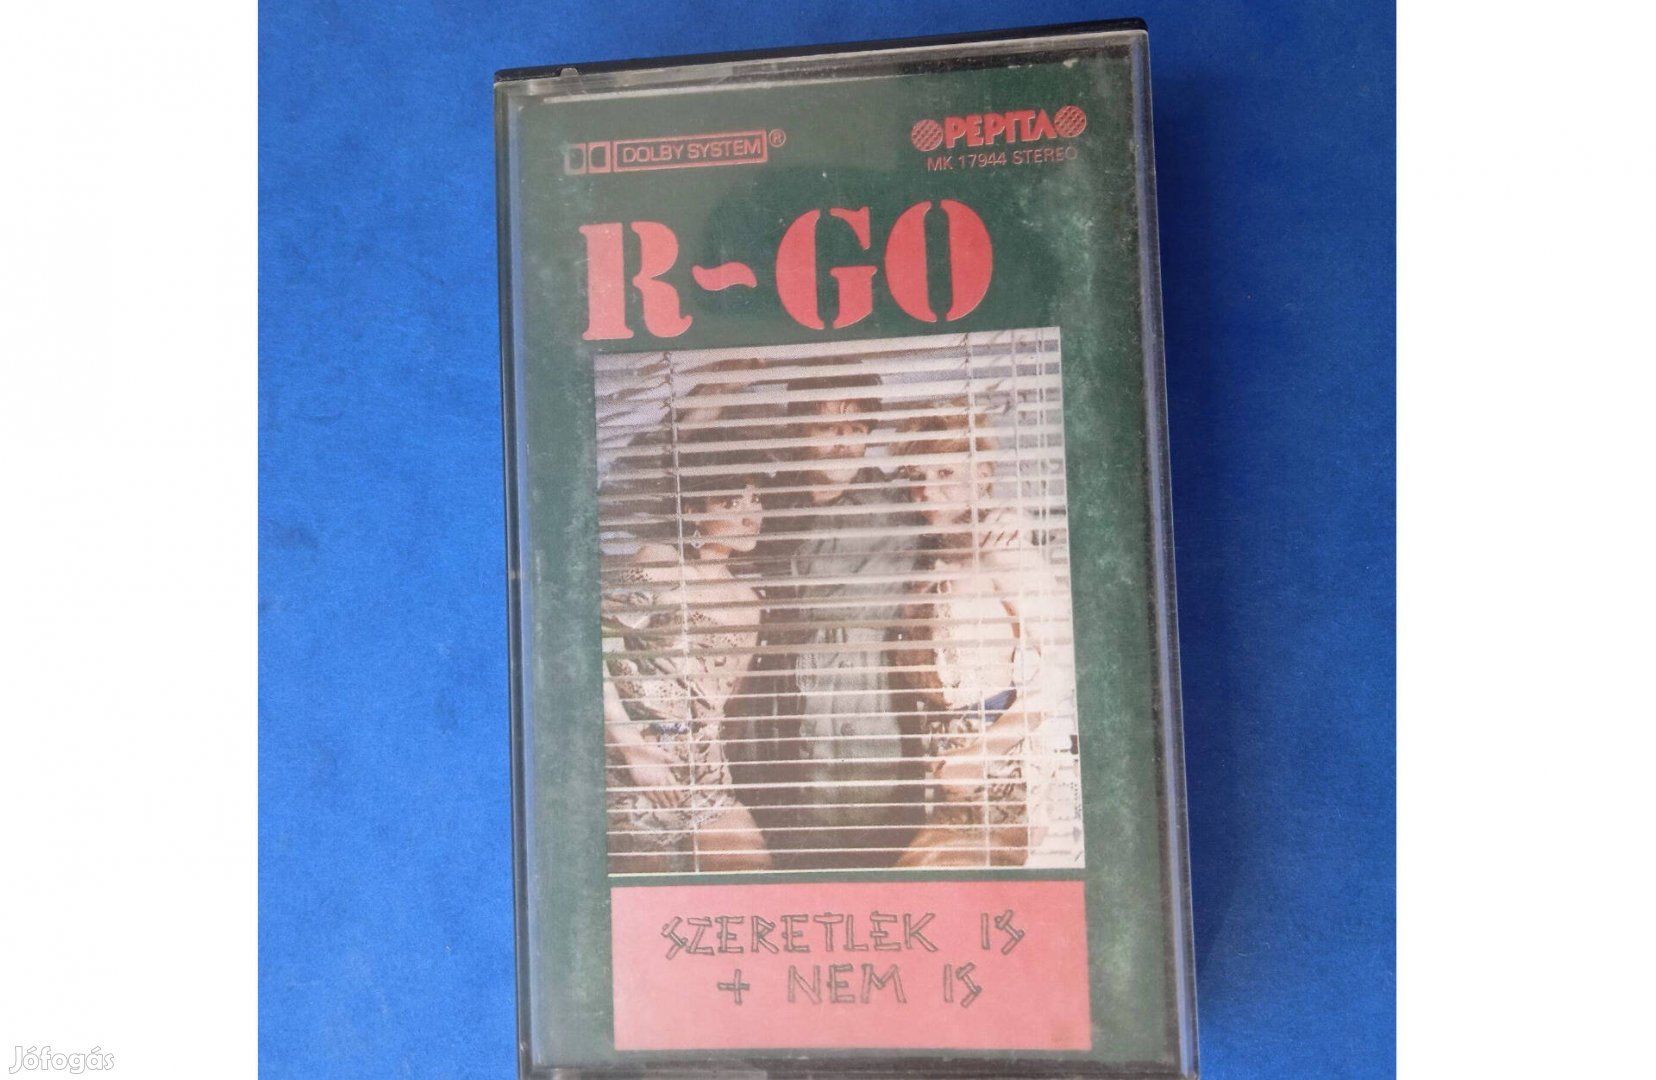 DOLBY SYSTEM ®
PEPITA
MK 17944 STEREO
R-GO
SZERETLEK IS
+ NEM IS
Jófogás